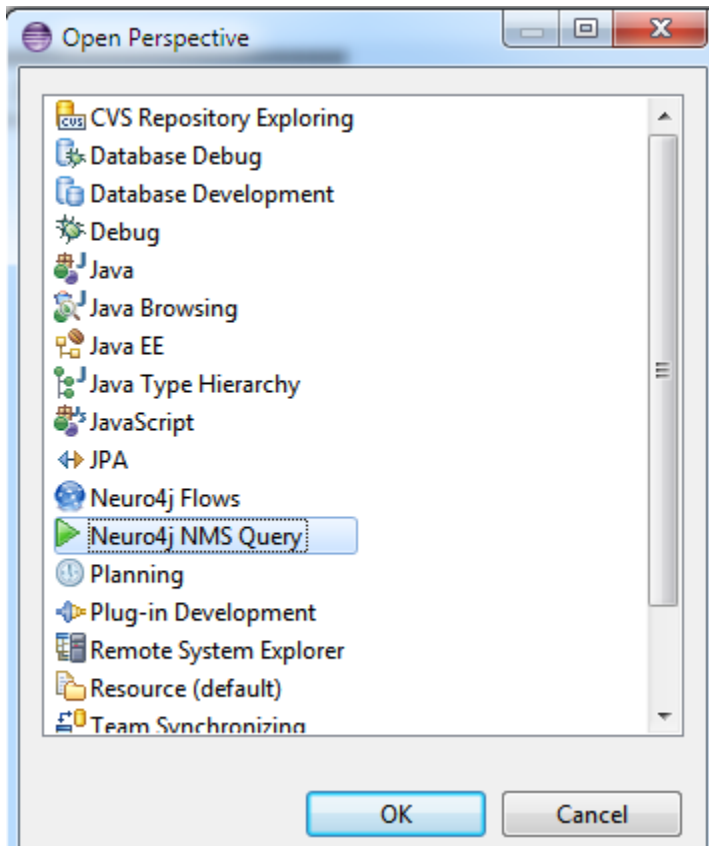 Open Perspective
CVS Repository Exploring
Database Debug
Database Development
Debug
Java
Java Browsing
Java EE
Java Type Hierarchy
JavaScript
JPA
Neuro4j Flows
Neuro4j NMS Query
Planning
Plug-in Development
Remote System Explorer
Resource (default)
Team Synchronizing
OK Cancel